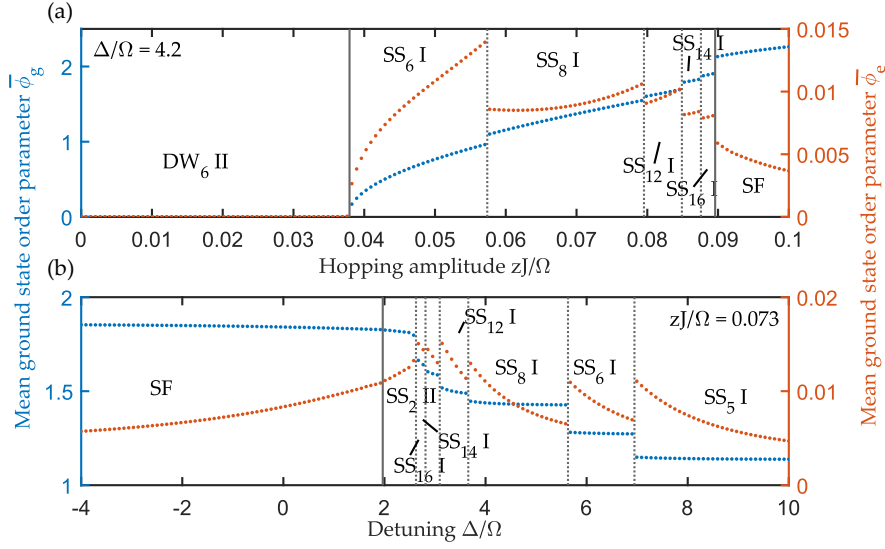 (a)
Δ/Ω = 4.2
DW₆ II
SS₆ I
SS₈ I
SS₁₂ I
SS₁₄ I
SS₁₆ I
SF
2
1
0
0.015
0.01
0.005
0
0 0.01 0.02 0.03 0.04 0.05 0.06 0.07 0.08 0.09 0.1
Hopping amplitude zJ/Ω
Mean ground state order parameter ϕ̄g
Mean ground state order parameter ϕ̄e
(b)
zJ/Ω = 0.073
SF
SS₂ II
SS₁₆ I
SS₁₄ I
SS₁₂ I
SS₈ I
SS₆ I
SS₅ I
2
1.5
1
0.02
0.01
0
-4 -2 0 2 4 6 8 10
Detuning Δ/Ω